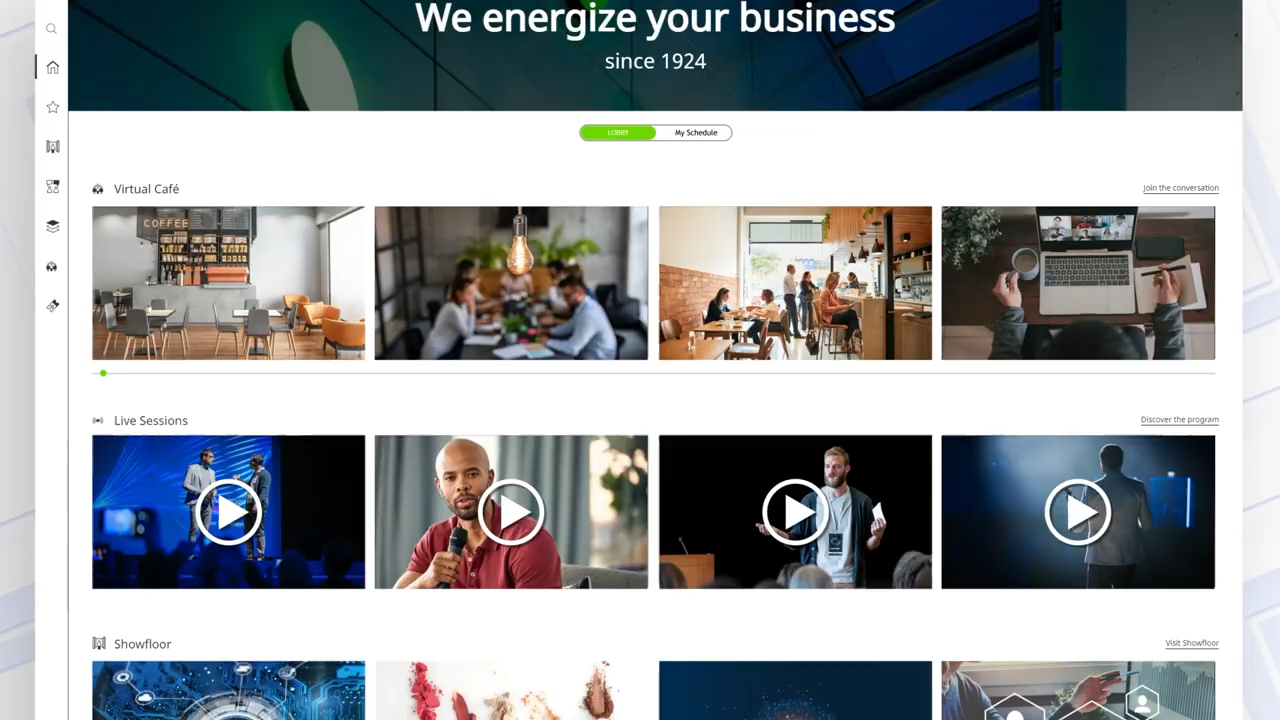 We energize your business
since 1924
LOBBY
My Schedule
Virtual Café
Join the conversation
COFFEE
Live Sessions
Discover the program
Showfloor
Visit Showfloor